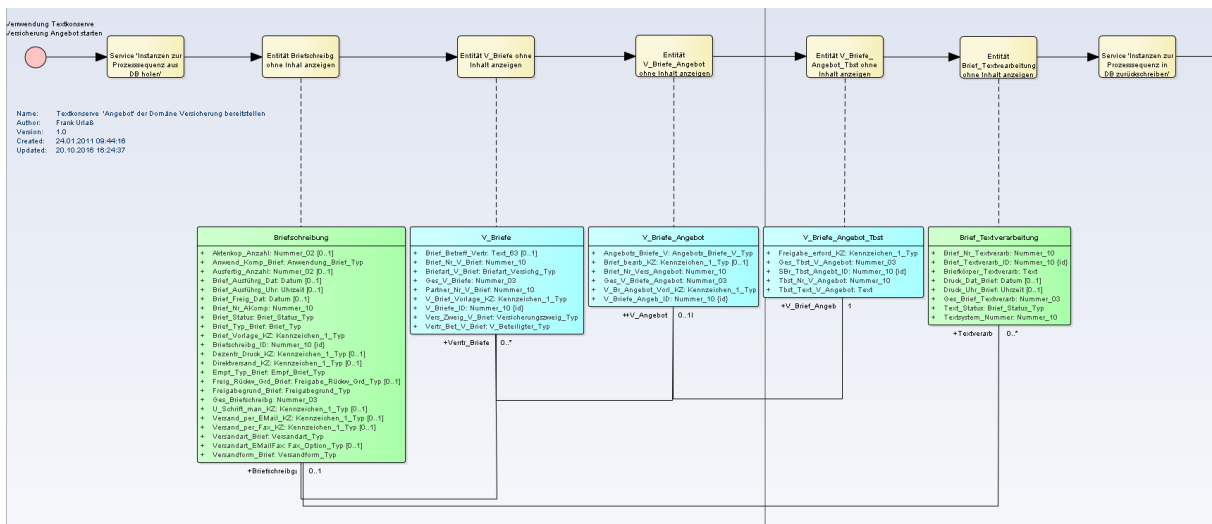 Verwendung Textkonserve
Versicherung Angebot starten
Service 'Instanzen zur
Prozesssequenz aus
DB holen'
Entität Briefschreibg
ohne Inhal anzeigen
Entität V_Briefe ohne
Inhalt anzeigen
Entität
V_Briefe_Angebot
ohne Inhalt anzeigen
Entität V_Briefe_
Angebot_Tbst ohne
Inhalt anzeigen
Entität
Brief_Textverarbeitung
ohne Inhalt anzeigen
Service 'Instanzen zur
Prozesssequenz in
DB zurückschreiben'
Name: Textkonserve 'Angebot' der Domäne Versicherung bereitstellen
Author: Frank Urlaß
Version: 1.0
Created: 24.01.2011 09:44:16
Updated: 20.10.2016 16:24:37
Briefschreibung
+ Aktenkop_Anzahl: Nummer_02 [0..1]
+ Anwend_Komp_Brief: Anwendung_Brief_Typ
+ Ausfertig_Anzahl: Nummer_02 [0..1]
+ Brief_Ausführg_Dat: Datum [0..1]
+ Brief_Ausführg_Uhr: Uhrzeit [0..1]
+ Brief_Freig_Dat: Datum [0..1]
+ Brief_Nr_AKomp: Nummer_10
+ Brief_Status: Brief_Status_Typ
+ Brief_Typ_Brief: Brief_Typ
+ Brief_Vorlage_KZ: Kennzeichen_1_Typ
+ Briefschreibg_ID: Nummer_10 {id}
+ Dezentr_Druck_KZ: Kennzeichen_1_Typ [0..1]
+ Direktversand_KZ: Kennzeichen_1_Typ [0..1]
+ Empf_Typ_Brief: Empf_Brief_Typ
+ Freig_Rückw_Grd_Brief: Freigabe_Rückw_Grd_Typ [0..1]
+ Freigabegrund_Brief: Freigabegrund_Typ
+ Ges_Briefschreibg: Nummer_03
+ U_Schrift_man_KZ: Kennzeichen_1_Typ [0..1]
+ Versand_per_EMail_KZ: Kennzeichen_1_Typ [0..1]
+ Versand_per_Fax_KZ: Kennzeichen_1_Typ [0..1]
+ Versandart_Brief: Versandart_Typ
+ Versandart_EMailFax: Fax_Option_Typ [0..1]
+ Versandform_Brief: Versandform_Typ
+Briefschreibg 0..1
V_Briefe
+ Brief_Betreff_Vertr: Text_63 [0..1]
+ Brief_Nr_V_Brief: Nummer_10
+ Briefart_V_Brief: Briefart_Versichg_Typ
+ Ges_V_Briefe: Nummer_03
+ Partner_Nr_V_Brief: Nummer_10
+ V_Brief_Vorlage_KZ: Kennzeichen_1_Typ
+ V_Briefe_ID: Nummer_10 {id}
+ Vers_Zweig_V_Brief: Versicherungszweig_Typ
+ Vertr_Bet_V_Brief: V_Beteiligter_Typ
+Vertr_Briefe 0..*
V_Briefe_Angebot
+ Angebots_Briefe_V: Angebots_Briefe_V_Typ
+ Brief_bearb_KZ: Kennzeichen_1_Typ [0..1]
+ Brief_Nr_Vers_Angebot: Nummer_10
+ Ges_V_Briefe_Angebot: Nummer_03
+ V_Br_Angebot_Vorl_KZ: Kennzeichen_1_Typ
+ V_Briefe_Angeb_ID: Nummer_10 {id}
+V_Angebot 0..1
V_Briefe_Angebot_Tbst
+ Freigabe_erford_KZ: Kennzeichen_1_Typ
+ Ges_Tbst_V_Angebot: Nummer_03
+ SBr_Tbst_Angebt_ID: Nummer_10 {id}
+ Tbst_Nr_V_Angebot: Nummer_10
+ Tbst_Text_V_Angebot: Text
+V_Brief_Angeb 1
Brief_Textverarbeitung
+ Brief_Nr_Textverarb: Nummer_10
+ Brief_Textverarb_ID: Nummer_10 {id}
+ Briefkörper_Textverarb: Text
+ Druck_Dat_Brief: Datum [0..1]
+ Druck_Uhr_Brief: Uhrzeit [0..1]
+ Ges_Brief_Textverarb: Nummer_03
+ Text_Status: Brief_Status_Typ
+ Textsystem_Nummer: Nummer_10
+Textverarb 0..*